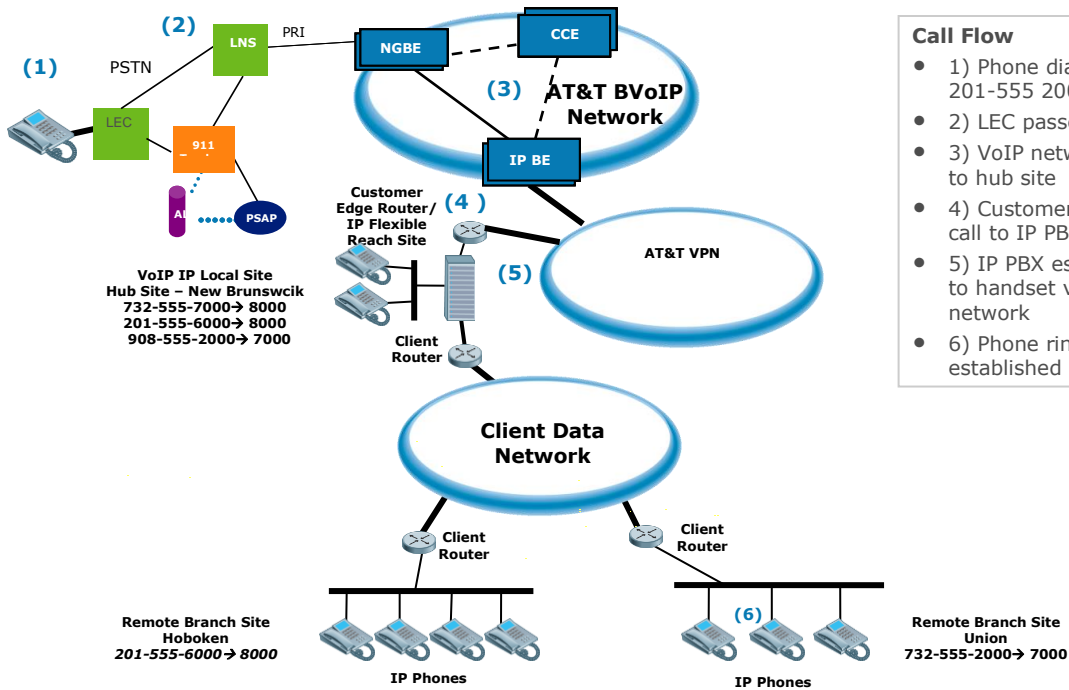 (1)
(2)
PSTN
LEC
LNS
PRI
911
AL
PSAP
NGBE
CCE
(3)
AT&T BVoIP
Network
IP BE
Customer
Edge Router/
IP Flexible
Reach Site
(4 )
(5)
AT&T VPN
VoIP IP Local Site
Hub Site – New Brunswcik
732-555-7000→ 8000
201-555-6000→ 8000
908-555-2000→ 7000
Client
Router
Client Data
Network
Client
Router
Client
Router
Remote Branch Site
Hoboken
201-555-6000→ 8000
IP Phones
(6)
IP Phones
Remote Branch Site
Union
732-555-2000→ 7000
Call Flow
• 1) Phone dia
201-555 200
• 2) LEC passe
• 3) VoIP netw
to hub site
• 4) Customer
call to IP PB
• 5) IP PBX es
to handset v
network
• 6) Phone rin
established